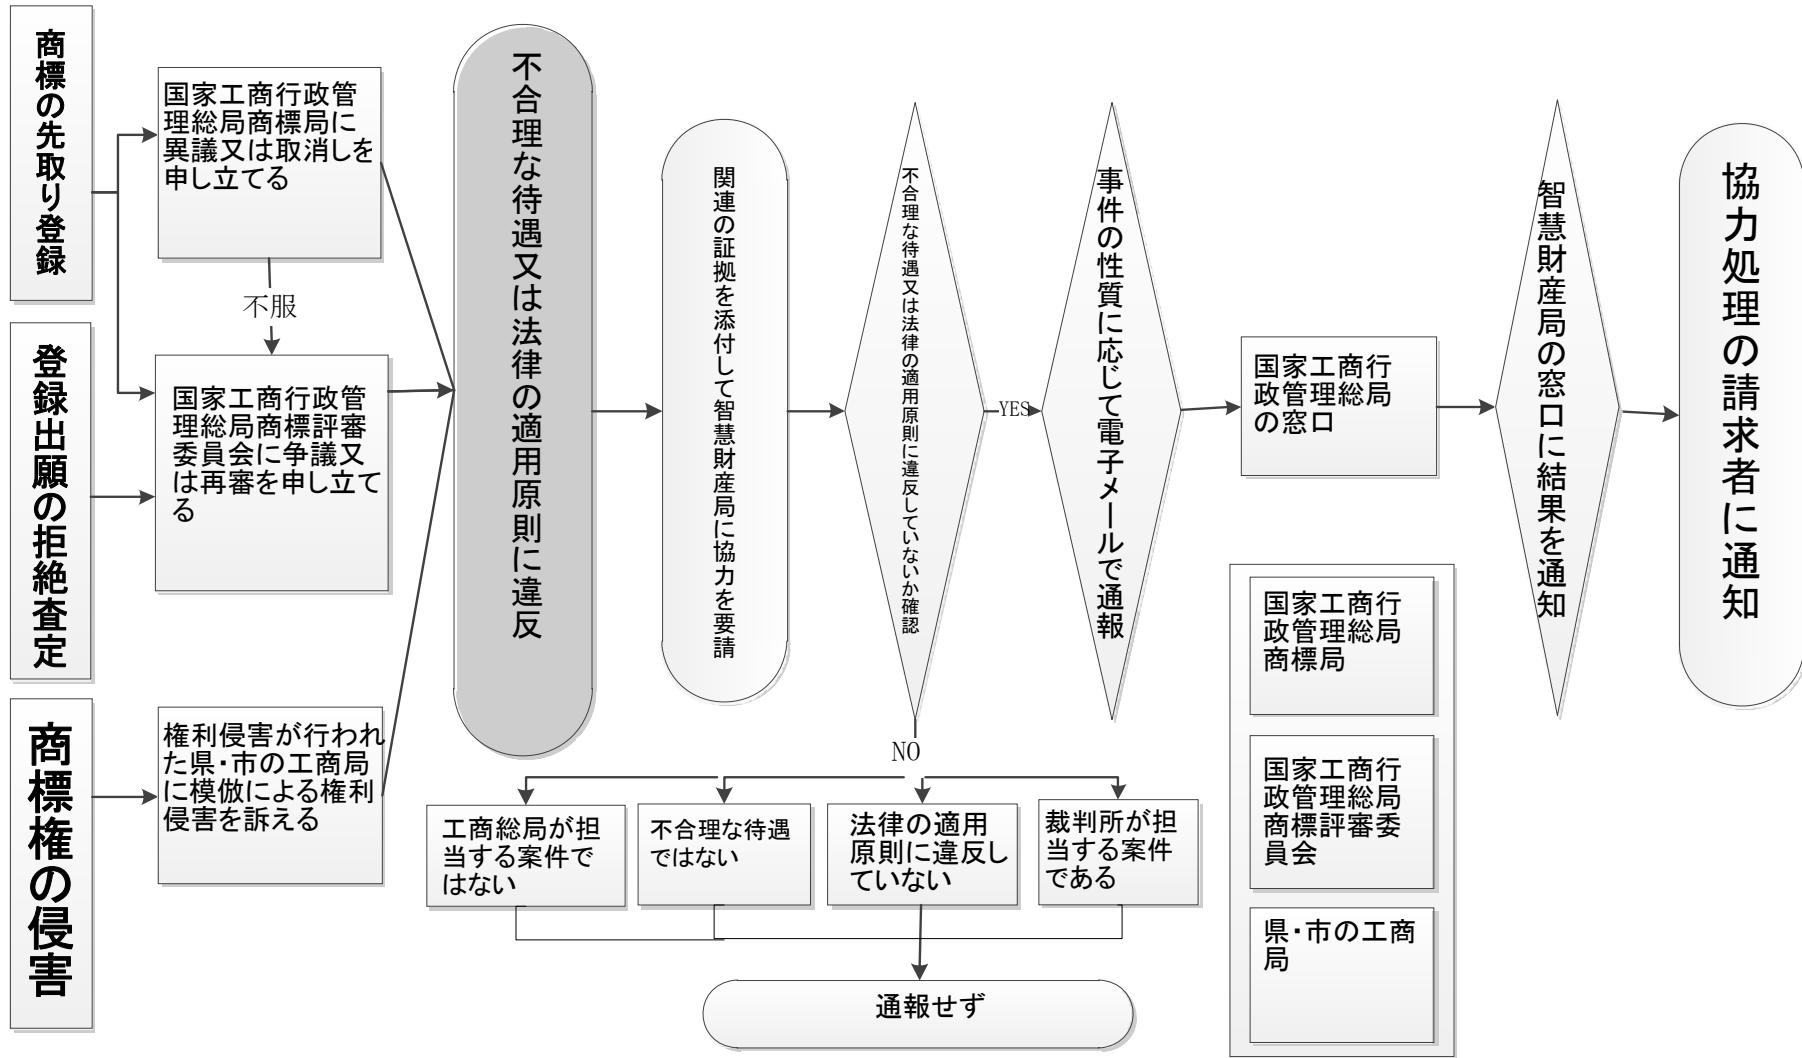 商標の先取り登録
国家工商行政管
理総局商標局に
異議又は取消しを
申し立てる
不服
登録出願の拒絶査定
国家工商行政管
理総局商標評審
委員会に争議又
は再審を申し立て
る
商標権の侵害
権利侵害が行われ
た県・市の工商局
に模倣による権利
侵害を訴える
不合理な待遇又は法律の適用原則に違反
関連の証拠を添付して智慧財産局に協力を要請
不合理な待遇又は法律の適用原則に違反していないか確認
YES
事件の性質に応じて電子メールで通報
国家工商行
政管理総局
の窓口
智慧財産局の窓口に結果を通知
協力処理の請求者に通知
NO
工商総局が担
当する案件で
はない
不合理な待遇
ではない
法律の適用
原則に違反し
ていない
裁判所が担
当する案件
である
通報せず
国家工商行
政管理総局
商標局
国家工商行
政管理総局
商標評審委
員会
県・市の工商
局